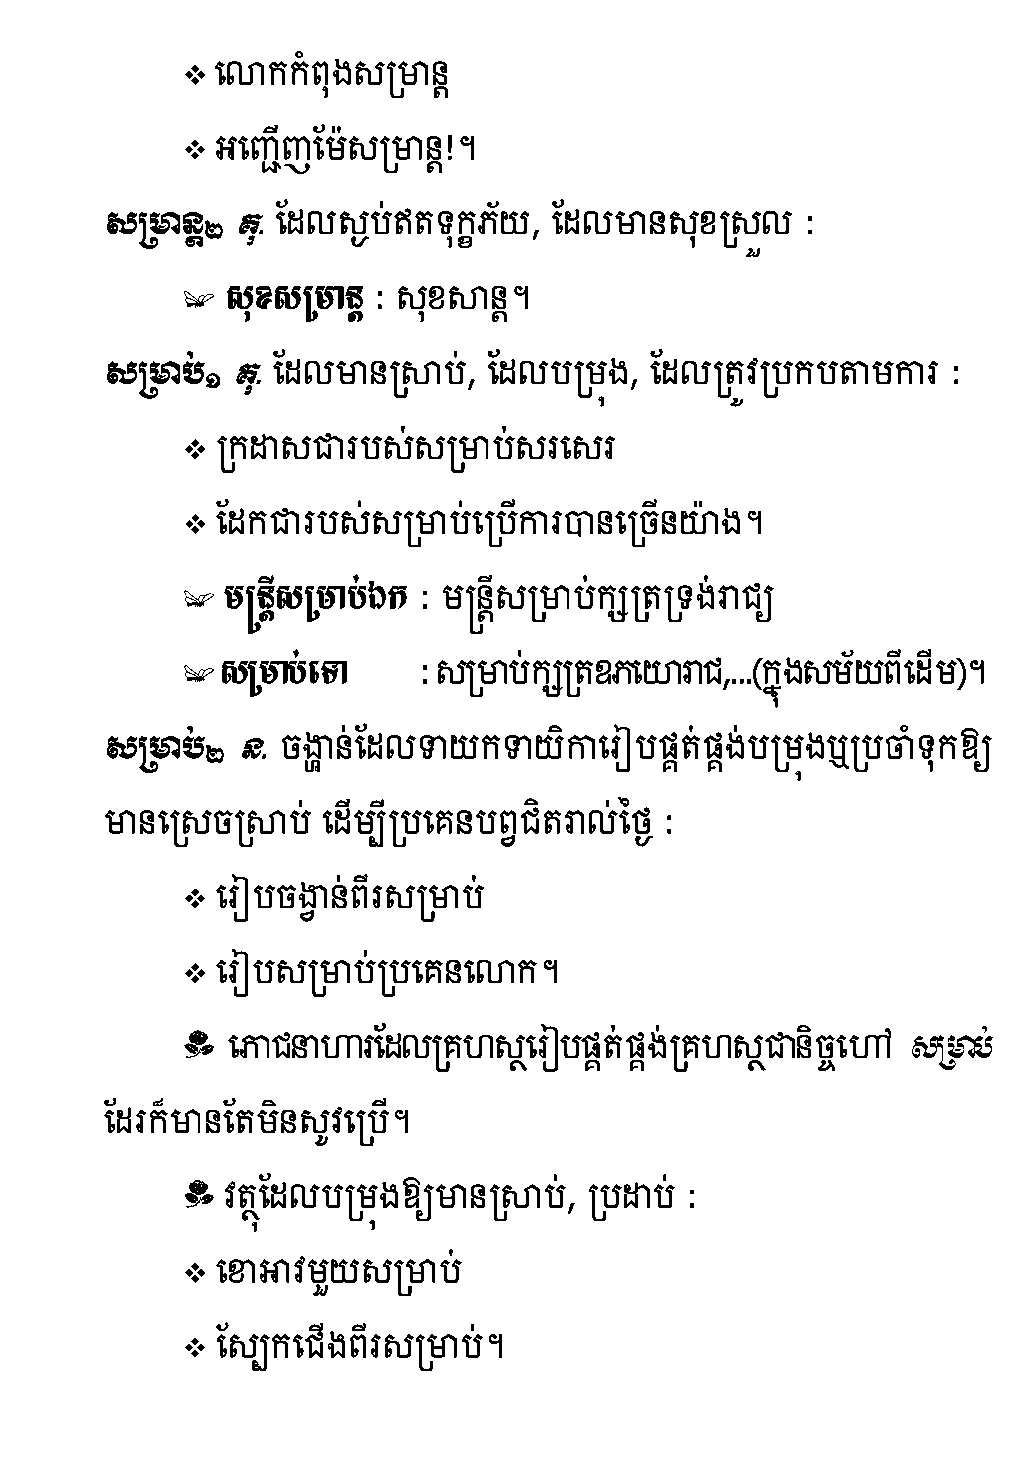 ❖ លោកកំពុងសម្រាន្ត
❖ អញ្ជើញម៉ែសម្រាន្ត!។
សម្រាន្ត២ គុ. ដែលស្ងប់ឥតទុក្ខភ័យ, ដែលមានសុខស្រួល :
សុខសម្រាន្ត : សុខសាន្ត។
សម្រាប់១ គុ. ដែលមានស្រាប់, ដែលបម្រុង, ដែលត្រូវប្រកបតាមការ :
❖ ក្រដាសជារបស់សម្រាប់សរសេរ
❖ ដែកជារបស់សម្រាប់ប្រើការបានច្រើនយ៉ាង។
មន្ត្រីសម្រាប់ឯក : មន្ត្រីសម្រាប់ក្សត្រទ្រង់រាជ្យ
សម្រាប់ទោ : សម្រាប់ក្សត្រឧភយោរាជ,...(ក្នុងសម័យពីដើម)។
សម្រាប់២ ន. ចង្ហាន់ដែលទាយកទាយិការៀបផ្គត់ផ្គង់បម្រុងឬប្រចាំទុកឱ្យ
មានស្រេចស្រាប់ ដើម្បីប្រគេនបព្វជិតរាល់ថ្ងៃ :
❖ រៀបចង្ហាន់ពីរសម្រាប់
❖ រៀបសម្រាប់ប្រគេនលោក។
ភោជនាហារដែលគ្រហស្ថរៀបផ្គត់ផ្គង់គ្រហស្ថជានិច្ចហៅ សម្រាប់
ដែរក៏មានតែមិនសូវប្រើ។
វត្ថុដែលបម្រុងឱ្យមានស្រាប់, ប្រដាប់ :
❖ ខោអាវមួយសម្រាប់
❖ ស្បែកជើងពីរសម្រាប់។